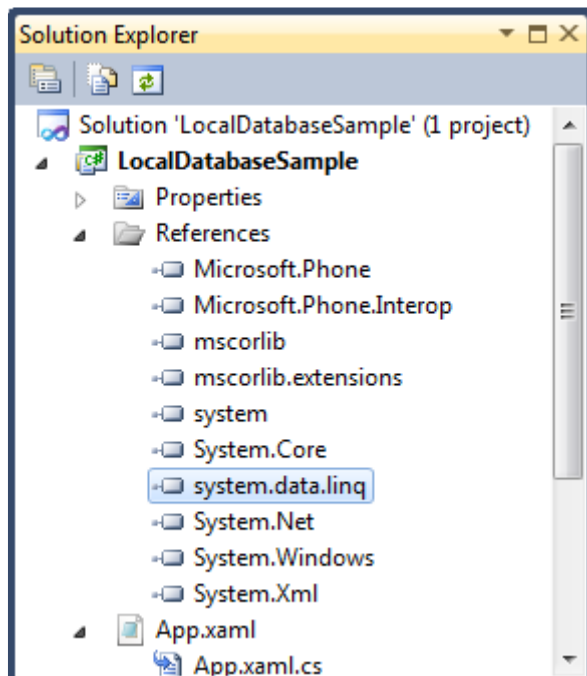 Solution Explorer
Solution 'LocalDatabaseSample' (1 project)
LocalDatabaseSample
Properties
References
Microsoft.Phone
Microsoft.Phone.Interop
mscorlib
mscorlib.extensions
system
System.Core
system.data.linq
System.Net
System.Windows
System.Xml
App.xaml
App.xaml.cs